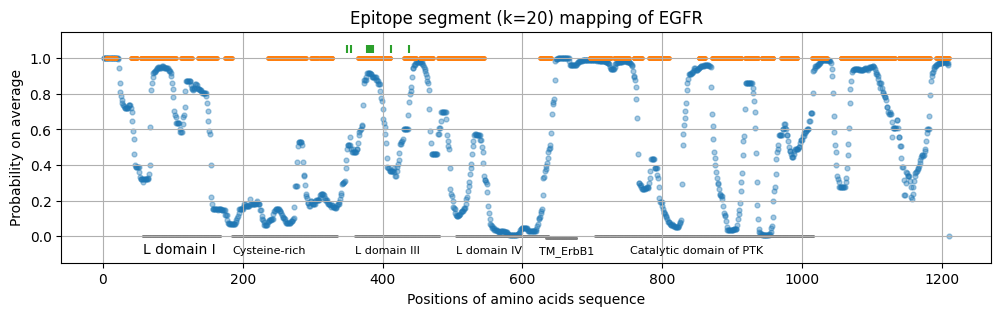 Epitope segment (k=20) mapping of EGFR
Probability on average
1.0
0.8
0.6
0.4
0.2
0.0
L domain I
Cysteine-rich
L domain III
L domain IV
TM_ErbB1
Catalytic domain of PTK
0
200
400
600
800
1000
1200
Positions of amino acids sequence